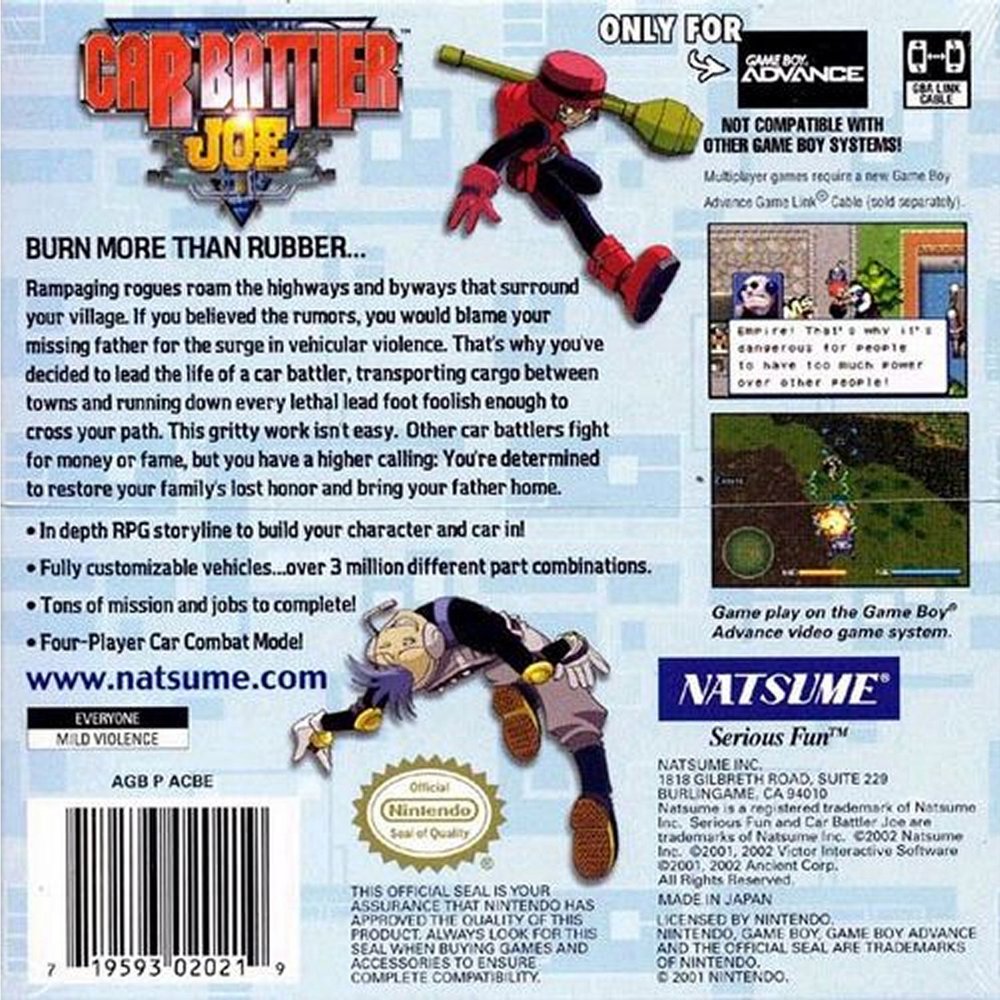 CAR BATTLER™
JOE
ONLY FOR
GAME BOY ADVANCE
GBA LINK
CABLE
NOT COMPATIBLE WITH
OTHER GAME BOY SYSTEMS!
Multiplayer games require a new Game Boy
Advance Game Link® Cable (sold separately).
BURN MORE THAN RUBBER...
Rampaging rogues roam the highways and byways that surround
your village. If you believed the rumors, you would blame your
missing father for the surge in vehicular violence. That's why you've
decided to lead the life of a car battler, transporting cargo between
towns and running down every lethal lead foot foolish enough to
cross your path. This gritty work isn't easy. Other car battlers fight
for money or fame, but you have a higher calling: You're determined
to restore your family's lost honor and bring your father home.
• In depth RPG storyline to build your character and car in!
• Fully customizable vehicles...over 3 million different part combinations.
• Tons of mission and jobs to complete!
• Four-Player Car Combat Mode!
www.natsume.com
Empire! That's why it's
dangerous for people
to have too much power
over other people!
Game play on the Game Boy®
Advance video game system.
EVERYONE
MILD VIOLENCE
AGB P ACBE
7 19593 02021 9
Official
Nintendo
Seal of Quality
®
THIS OFFICIAL SEAL IS YOUR
ASSURANCE THAT NINTENDO HAS
APPROVED THE QUALITY OF THIS
PRODUCT. ALWAYS LOOK FOR THIS
SEAL WHEN BUYING GAMES AND
ACCESSORIES TO ENSURE
COMPLETE COMPATIBILITY.
NATSUME®
Serious Fun™
NATSUME INC.
1818 GILBRETH ROAD, SUITE 229
BURLINGAME, CA 94010
Natsume is a registered trademark of Natsume
Inc. Serious Fun and Car Battler Joe are
trademarks of Natsume Inc. ©2002 Natsume
Inc. ©2001, 2002 Victor Interactive Software
©2001, 2002 Ancient Corp.
All Rights Reserved.
MADE IN JAPAN
LICENSED BY NINTENDO.
NINTENDO, GAME BOY, GAME BOY ADVANCE
AND THE OFFICIAL SEAL ARE TRADEMARKS
OF NINTENDO.
© 2001 NINTENDO.